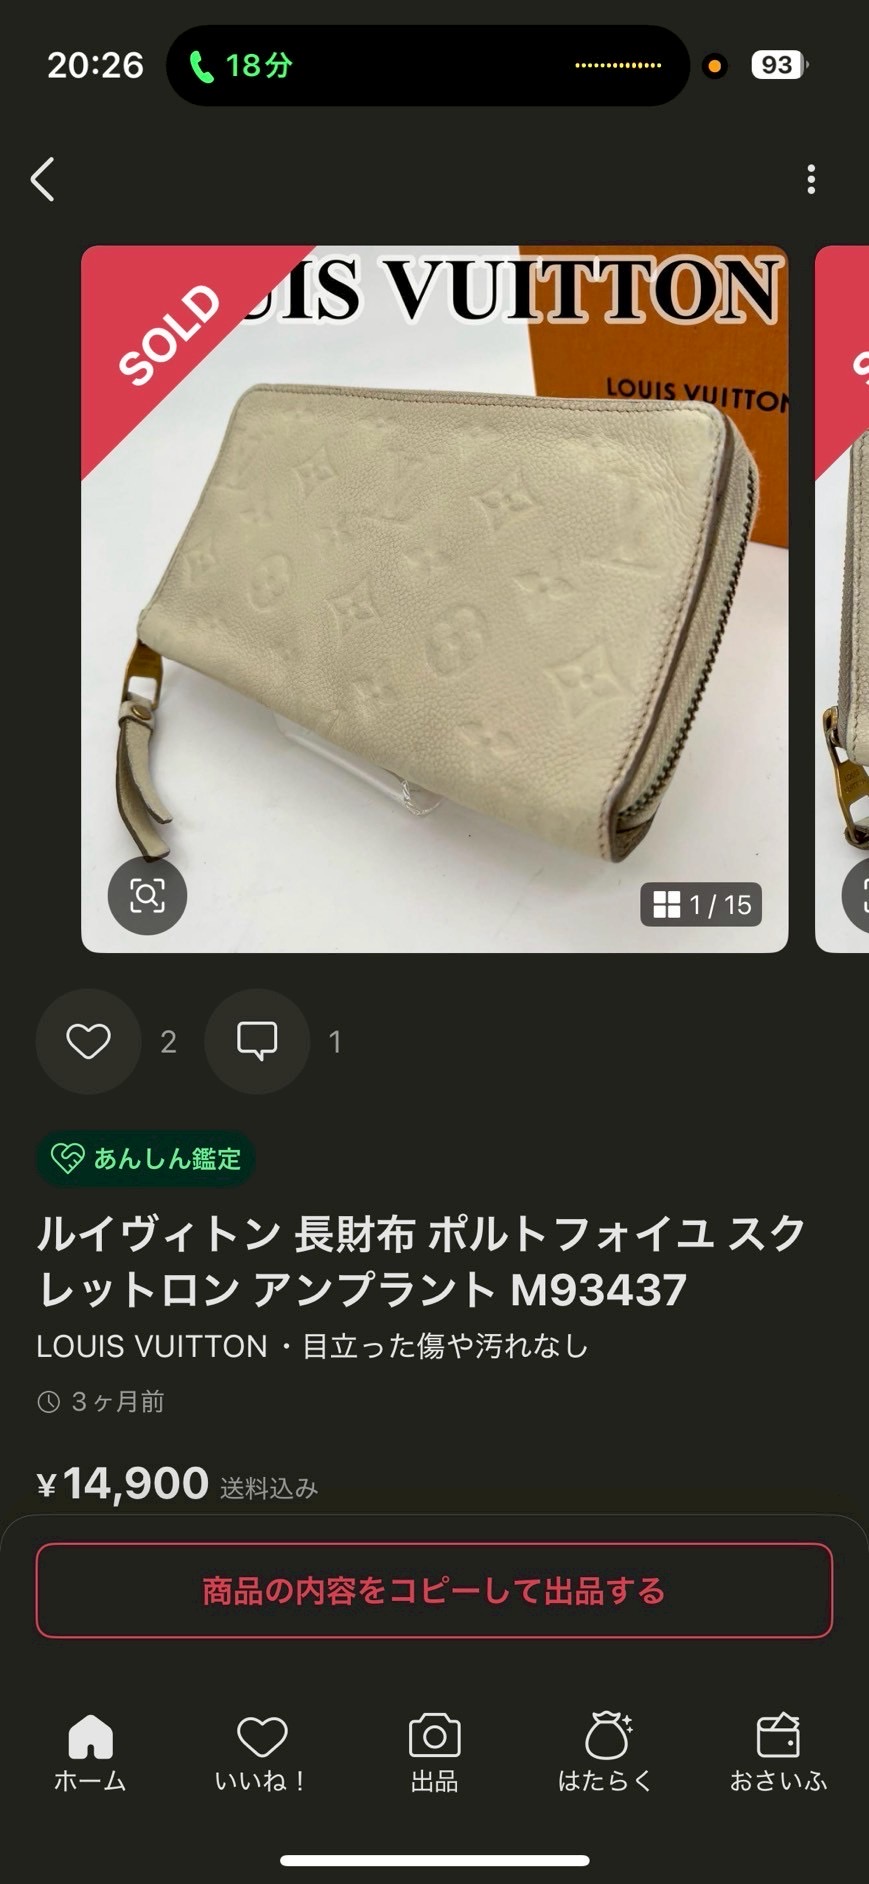 20:26
18分
93
SOLD
UIS VUITTON
LOUIS VUITTON
1 / 15
2
1
あんしん鑑定
ルイヴィトン 長財布 ポルトフォイユ スク
レットロン アンプラント M93437
LOUIS VUITTON・目立った傷や汚れなし
3ヶ月前
¥14,900 送料込み
商品の内容をコピーして出品する
ホーム
いいね！
出品
はたらく
おさいふ